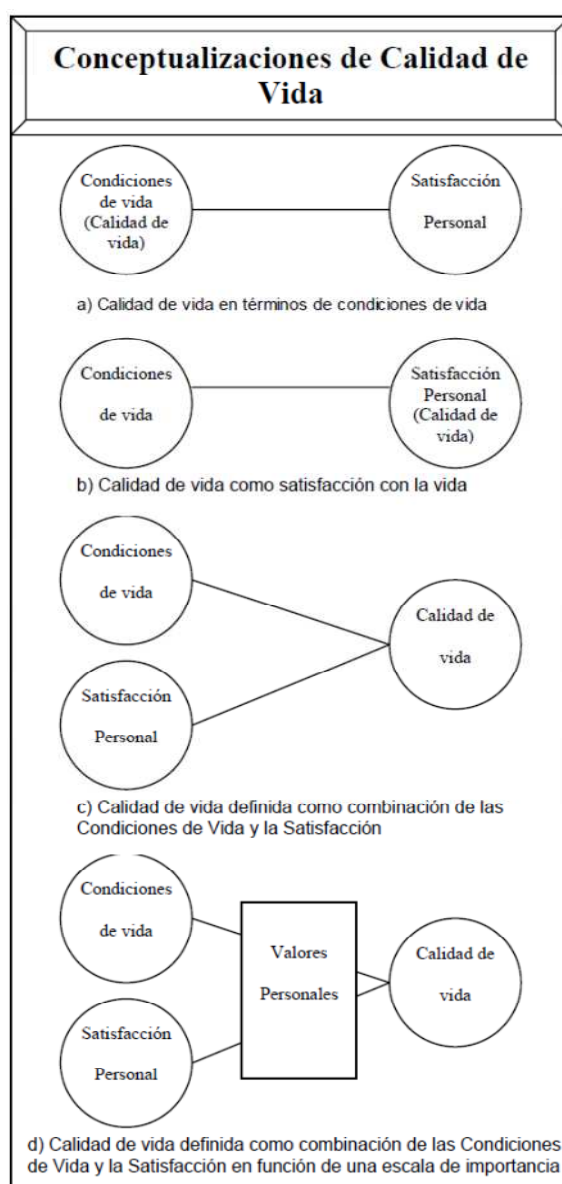 Conceptualizaciones de Calidad de
Vida
Condiciones
de vida
(Calidad de
vida)
Satisfacción
Personal
a) Calidad de vida en términos de condiciones de vida
Condiciones
de vida
Satisfacción
Personal
(Calidad de
vida)
b) Calidad de vida como satisfacción con la vida
Condiciones
de vida
Satisfacción
Personal
Calidad de
vida
c) Calidad de vida definida como combinación de las
Condiciones de Vida y la Satisfacción
Condiciones
de vida
Satisfacción
Personal
Valores
Personales
Calidad de
vida
d) Calidad de vida definida como combinación de las Condiciones
de Vida y la Satisfacción en función de una escala de importancia